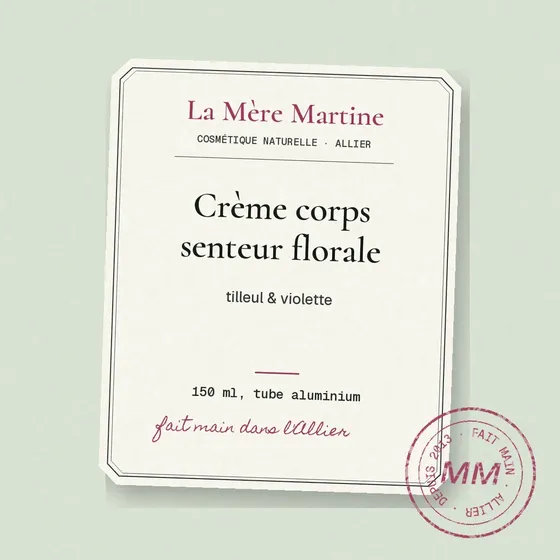 La Mère Martine
COSMÉTIQUE NATURELLE · ALLIER
Crème corps
senteur florale
tilleul & violette
150 ml, tube aluminium
fait main dans l'Allier
DEPUIS 2013 · FAIT MAIN · ALLIER ·
MM